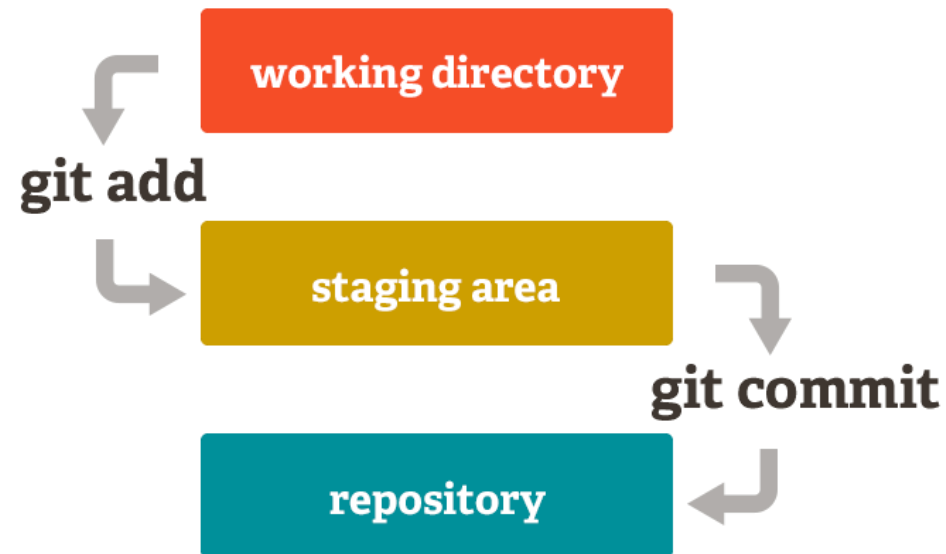 working directory
git add
staging area
git commit
repository